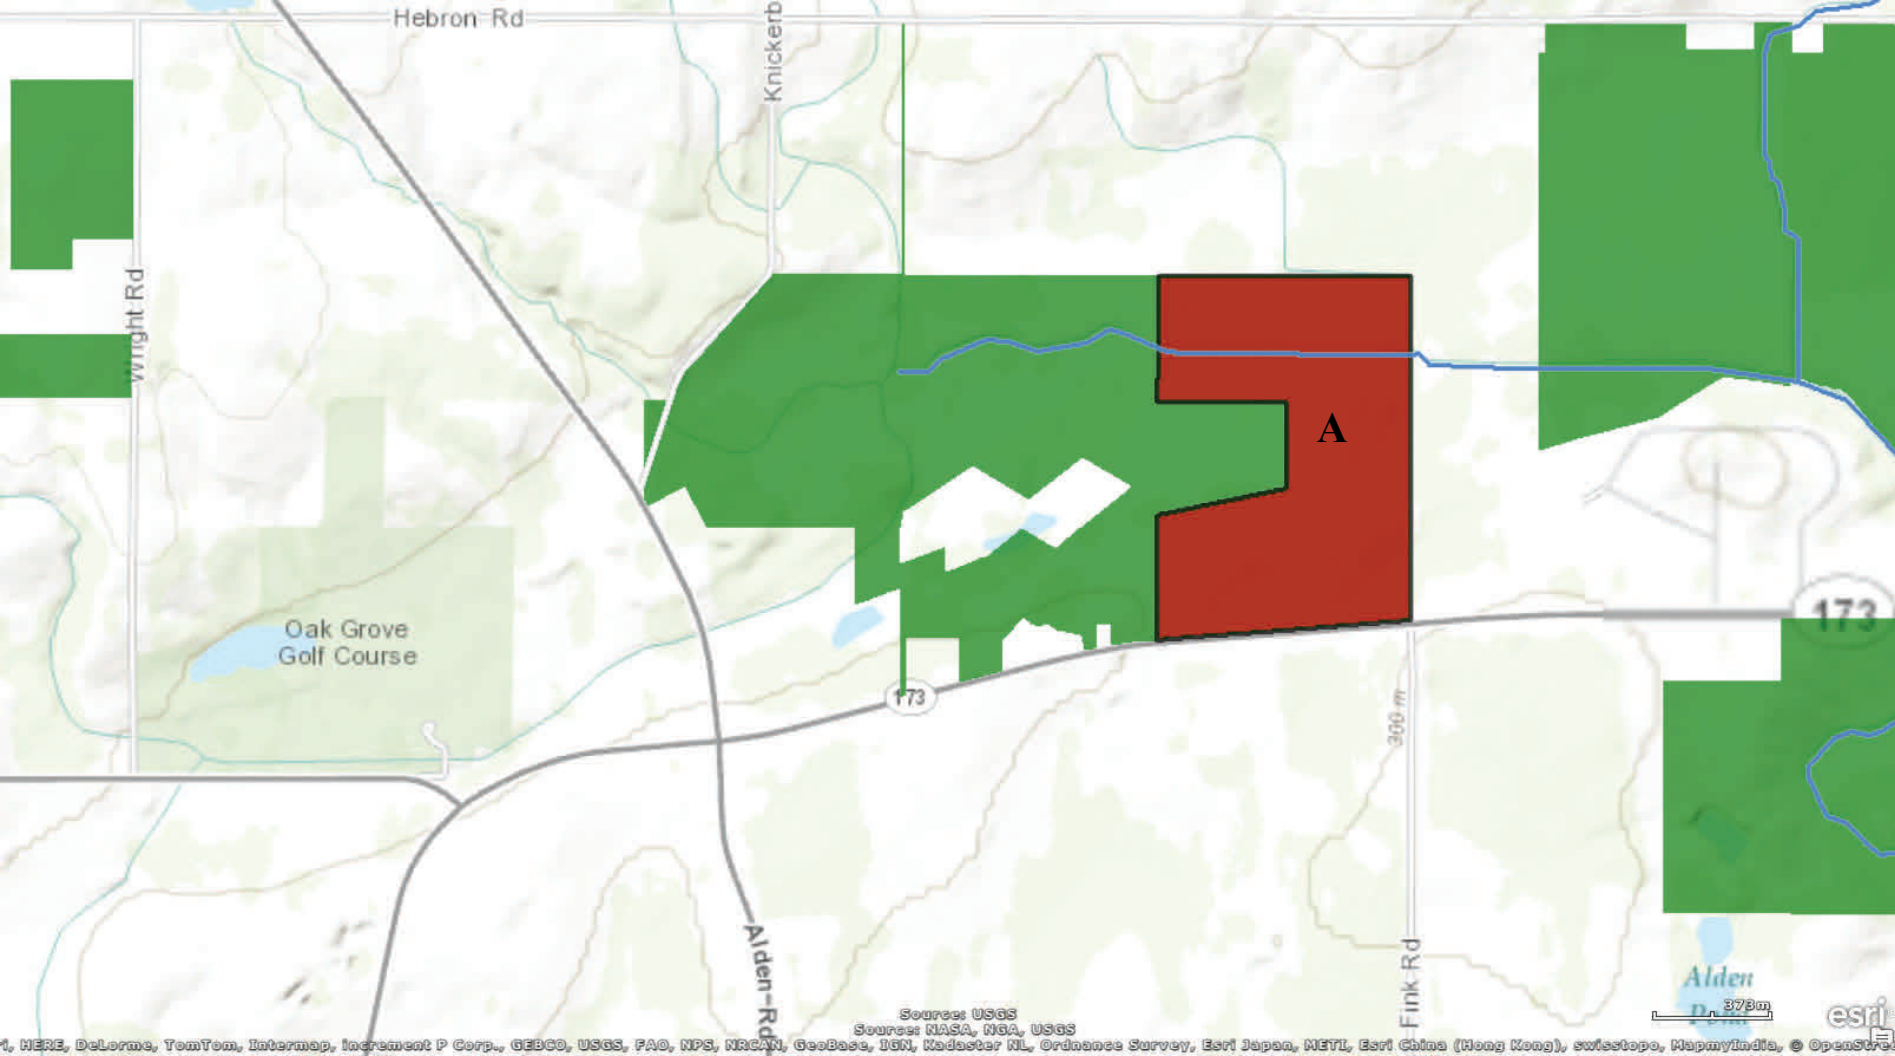 Hebron Rd
Knickerb
Wright Rd
A
173
Oak Grove
Golf Course
173
300 m
Alden-Rd
Fink Rd
Alden
Pond
373m
esri
Source: USGS
Source: NASA, NGA, USGS
i, HERE, DeLorme, TomTom, Intermap, increment P Corp., GEBCO, USGS, FAO, NPS, NRCAN, GeoBase, IGN, Kadaster NL, Ordnance Survey, Esri Japan, METI, Esri China (Hong Kong), swisstopo, MapmyIndia, © OpenStre